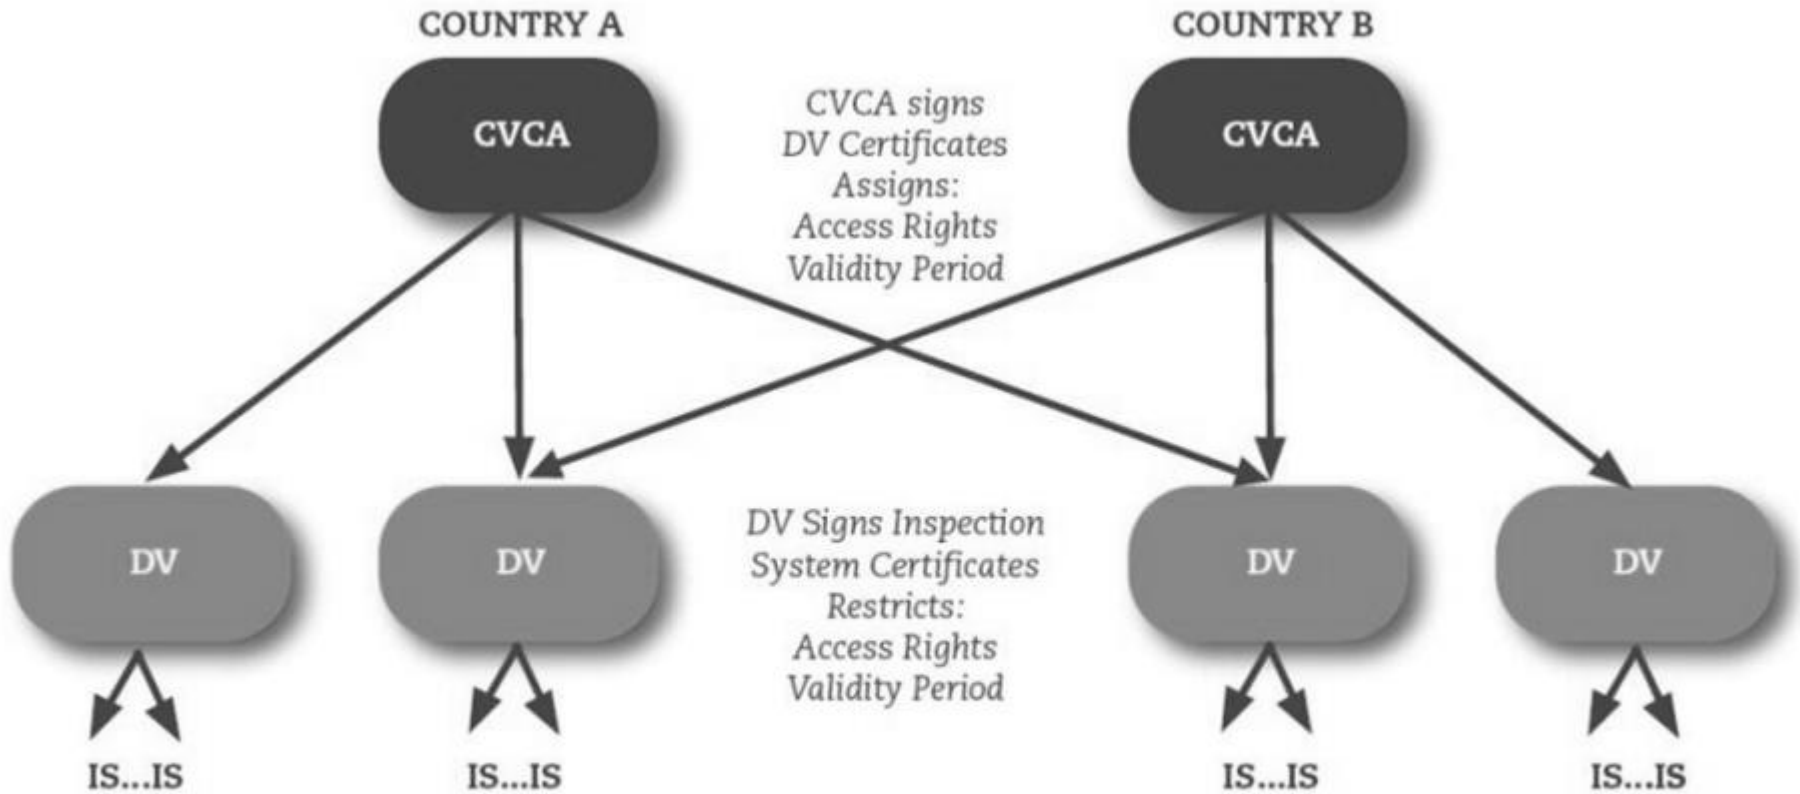 COUNTRY A
COUNTRY B
CVCA
CVCA
CVCA signs
DV Certificates
Assigns:
Access Rights
Validity Period
DV
DV
DV
DV
DV Signs Inspection
System Certificates
Restricts:
Access Rights
Validity Period
IS...IS
IS...IS
IS...IS
IS...IS